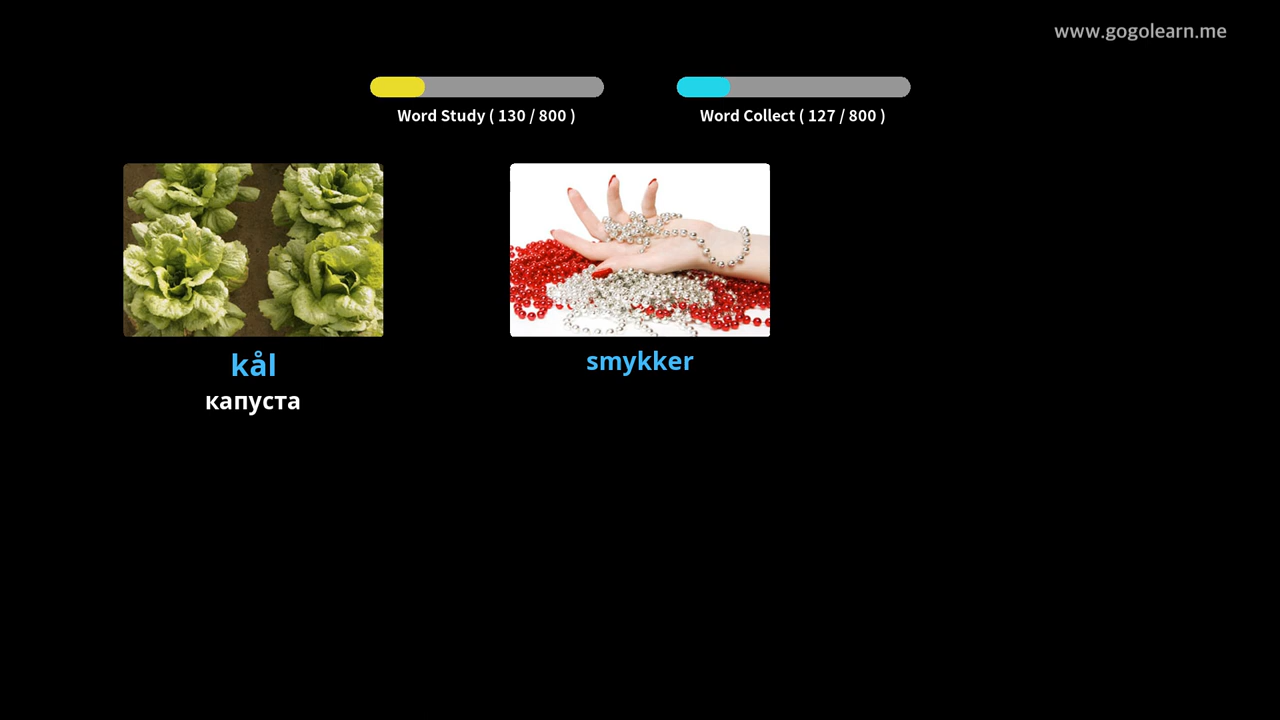 www.gogolearn.me
Word Study ( 130 / 800 )
Word Collect ( 127 / 800 )
kål
капуста
smykker